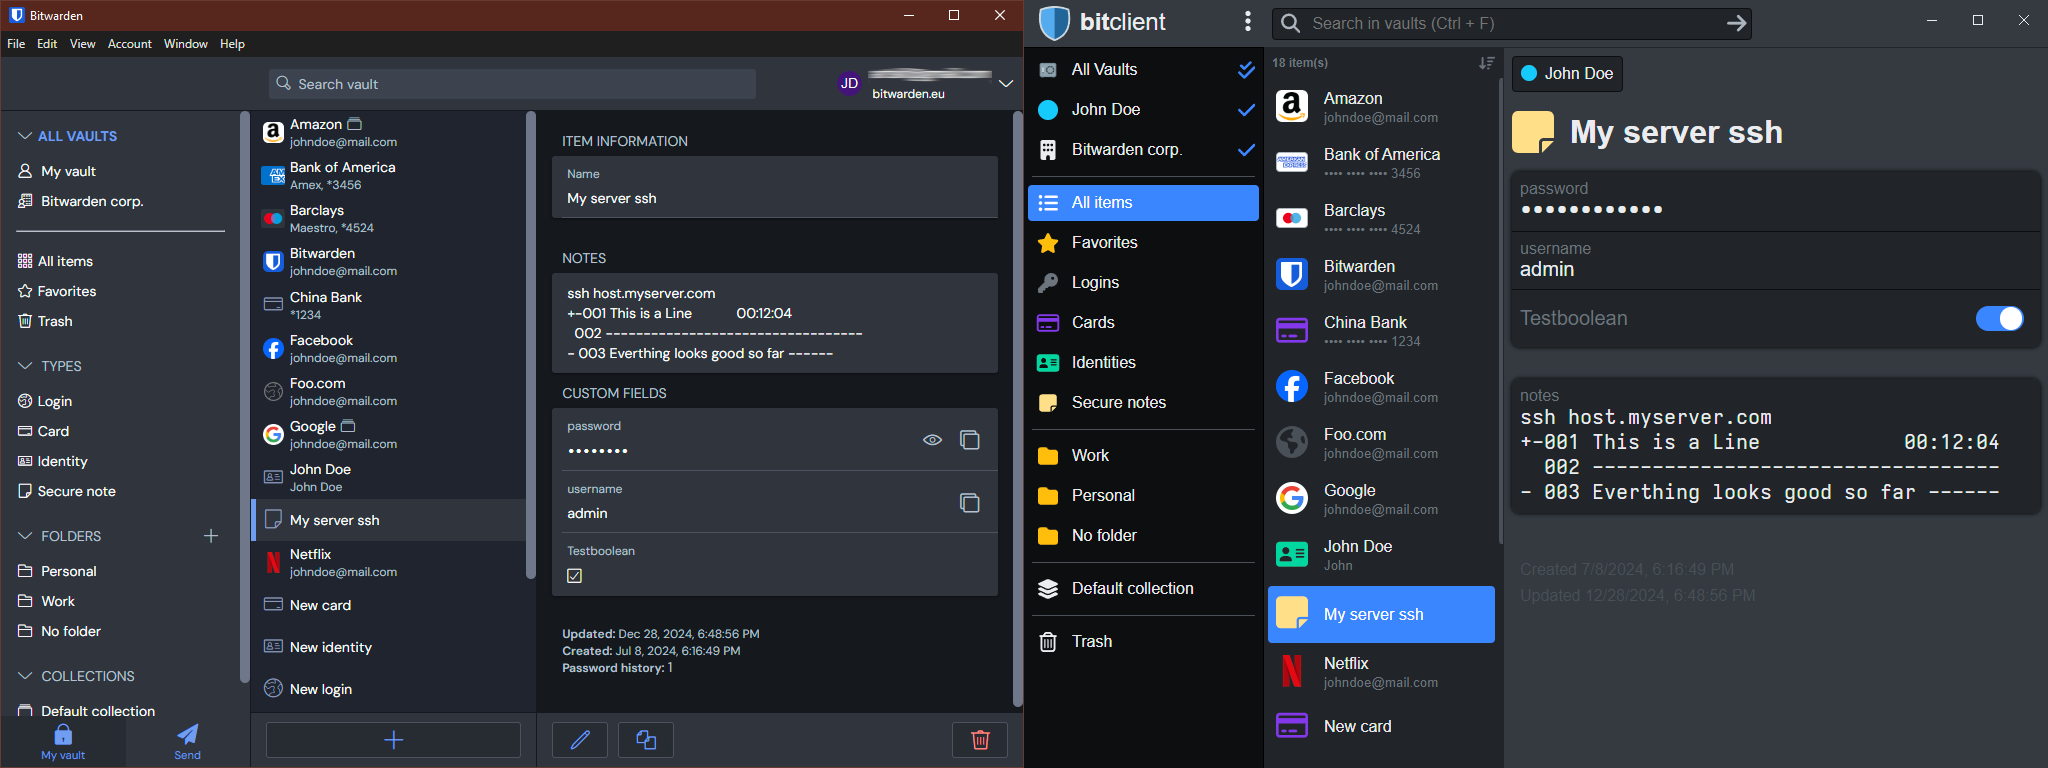 Bitwarden
File Edit View Account Window Help
Search vault
JD
bitwarden.eu
ALL VAULTS
My vault
Bitwarden corp.
All items
Favorites
Trash
TYPES
Login
Card
Identity
Secure note
FOLDERS
Personal
Work
No folder
COLLECTIONS
Default collection
My vault
Send
Amazon
johndoe@mail.com
Bank of America
Amex, *3456
Barclays
Maestro, *4524
Bitwarden
johndoe@mail.com
China Bank
*1234
Facebook
johndoe@mail.com
Foo.com
johndoe@mail.com
Google
johndoe@mail.com
John Doe
John Doe
My server ssh
Netflix
johndoe@mail.com
New card
New identity
New login
ITEM INFORMATION
Name
My server ssh
NOTES
ssh host.myserver.com
+-001 This is a Line 00:12:04
002 ----------------------------------
- 003 Everthing looks good so far ------
CUSTOM FIELDS
password
••••••••
username
admin
Testboolean
Updated: Dec 28, 2024, 6:48:56 PM
Created: Jul 8, 2024, 6:16:49 PM
Password history: 1
bitclient
Search in vaults (Ctrl + F)
All Vaults
John Doe
Bitwarden corp.
All items
Favorites
Logins
Cards
Identities
Secure notes
Work
Personal
No folder
Default collection
Trash
18 item(s)
Amazon
johndoe@mail.com
Bank of America
•••• •••• •••• 3456
Barclays
•••• •••• •••• 4524
Bitwarden
johndoe@mail.com
China Bank
•••• •••• •••• 1234
Facebook
johndoe@mail.com
Foo.com
johndoe@mail.com
Google
johndoe@mail.com
John Doe
John
My server ssh
Netflix
johndoe@mail.com
New card
John Doe
My server ssh
password
••••••••••••
username
admin
Testboolean
notes
ssh host.myserver.com
+-001 This is a Line 00:12:04
002 ----------------------------------
- 003 Everthing looks good so far ------
Created 7/8/2024, 6:16:49 PM
Updated 12/28/2024, 6:48:56 PM